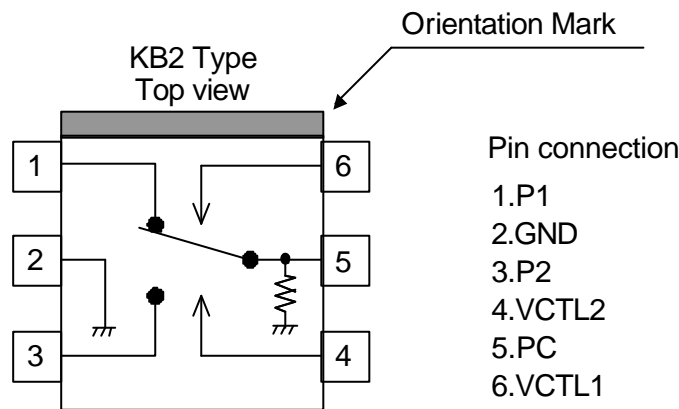 Orientation Mark
KB2 Type
Top view
1
6
2
5
3
4
Pin connection
1.P1
2.GND
3.P2
4.VCTL2
5.PC
6.VCTL1